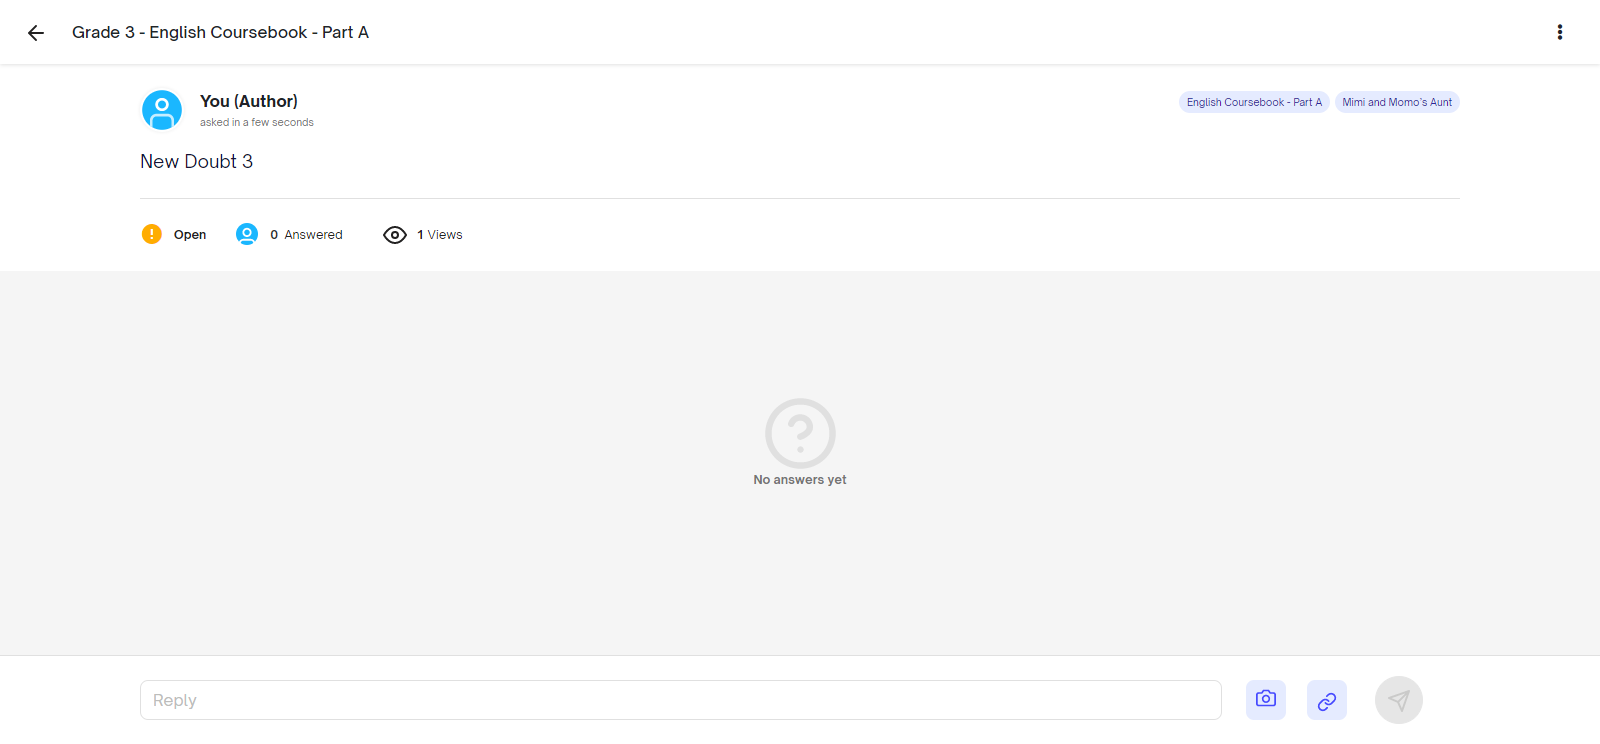 Grade 3 - English Coursebook - Part A
You (Author)
asked in a few seconds
English Coursebook - Part A
Mimi and Momo's Aunt
New Doubt 3
Open
0 Answered
1 Views
No answers yet
Reply